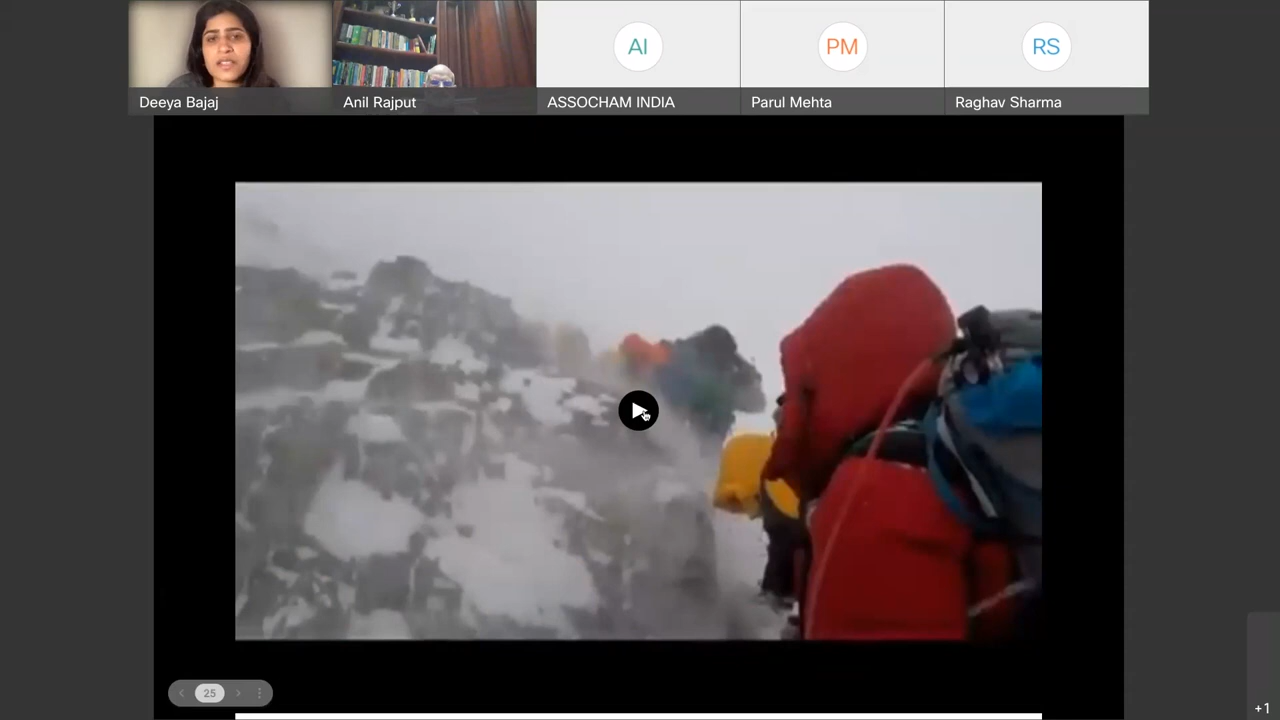 AI
PM
RS
Deeya Bajaj
Anil Rajput
ASSOCHAM INDIA
Parul Mehta
Raghav Sharma
25
+1